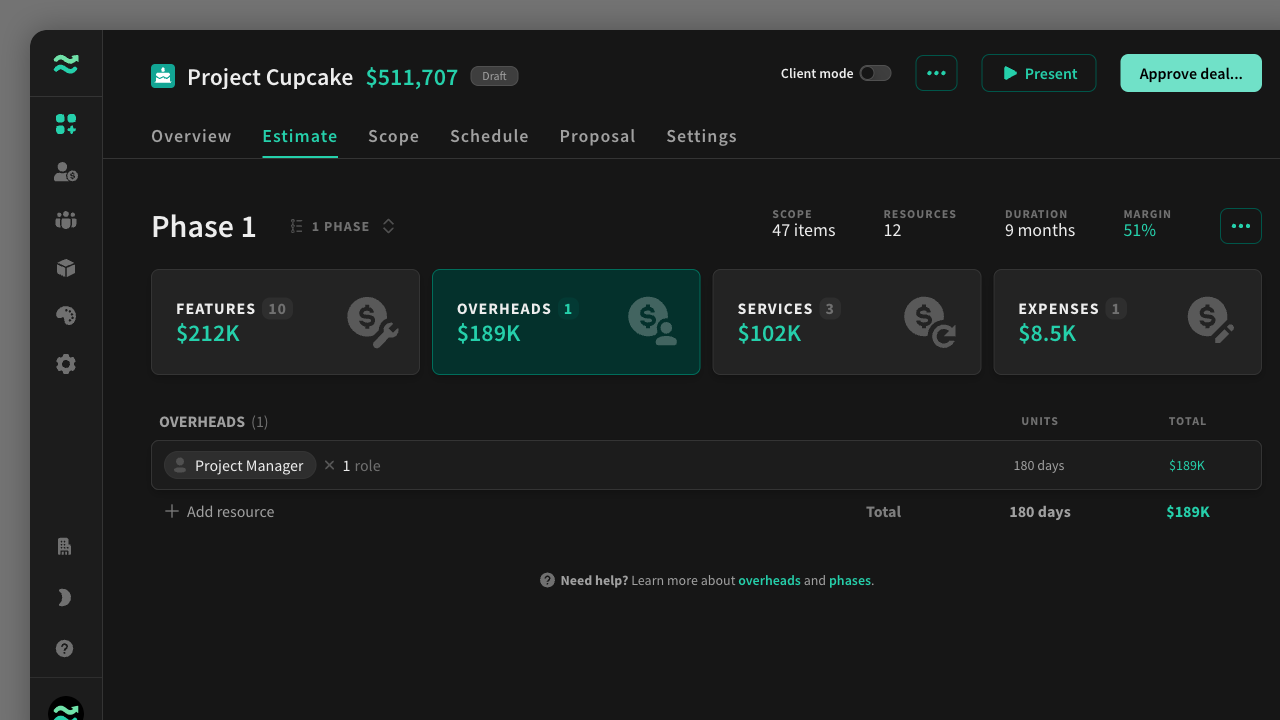 Project Cupcake $511,707 Draft
Client mode
Present
Approve deal...
Overview Estimate Scope Schedule Proposal Settings
Phase 1
1 PHASE
SCOPE RESOURCES DURATION MARGIN
47 items 12 9 months 51%
FEATURES 10
$212K
OVERHEADS 1
$189K
SERVICES 3
$102K
EXPENSES 1
$8.5K
OVERHEADS (1) UNITS TOTAL
Project Manager × 1 role 180 days $189K
+ Add resource Total 180 days $189K
Need help? Learn more about overheads and phases.